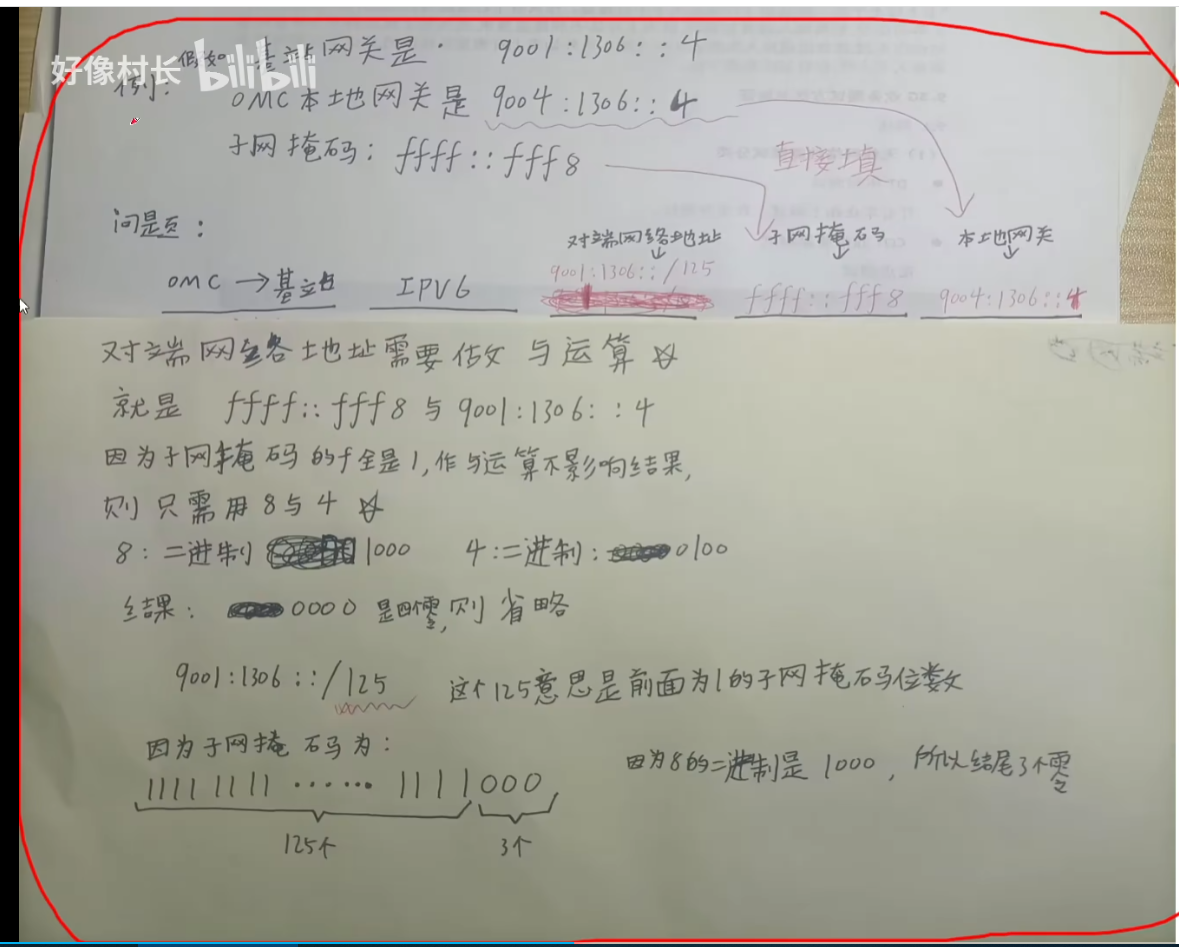 好像村长 bilibili
假如 基站网关是· 9001:1306::4
例: OMC本地网关是 9004:1306::4
子网掩码: ffff::fff8
直接填
问是页:
对端网络地址 子网掩码 本地网关
OMC → 基站 IPV6 9001:1306::/125 ffff::fff8 9004:1306::4
对端网络地址需要做 与运算
就是 ffff::fff8 与 9001:1306::4
因为子网掩码的f全是1,作与运算不影响结果,
则只需用8与4
8:二进制 1000 4:二进制: 0100
结果: 0000 是四个零,则省略
9001:1306::/125 这个125意思是前面为1的子网掩码位数
因为子网掩码为:
因为8的二进制是1000,所以结尾3个零
1111 1111 ······ 1111 1000
125个 3个